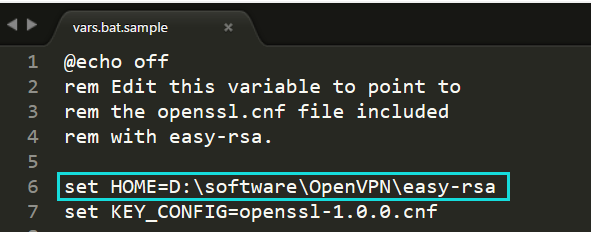 vars.bat.sample
1 @echo off
2 rem Edit this variable to point to
3 rem the openssl.cnf file included
4 rem with easy-rsa.
5
6 set HOME=D:\software\OpenVPN\easy-rsa
7 set KEY_CONFIG=openssl-1.0.0.cnf